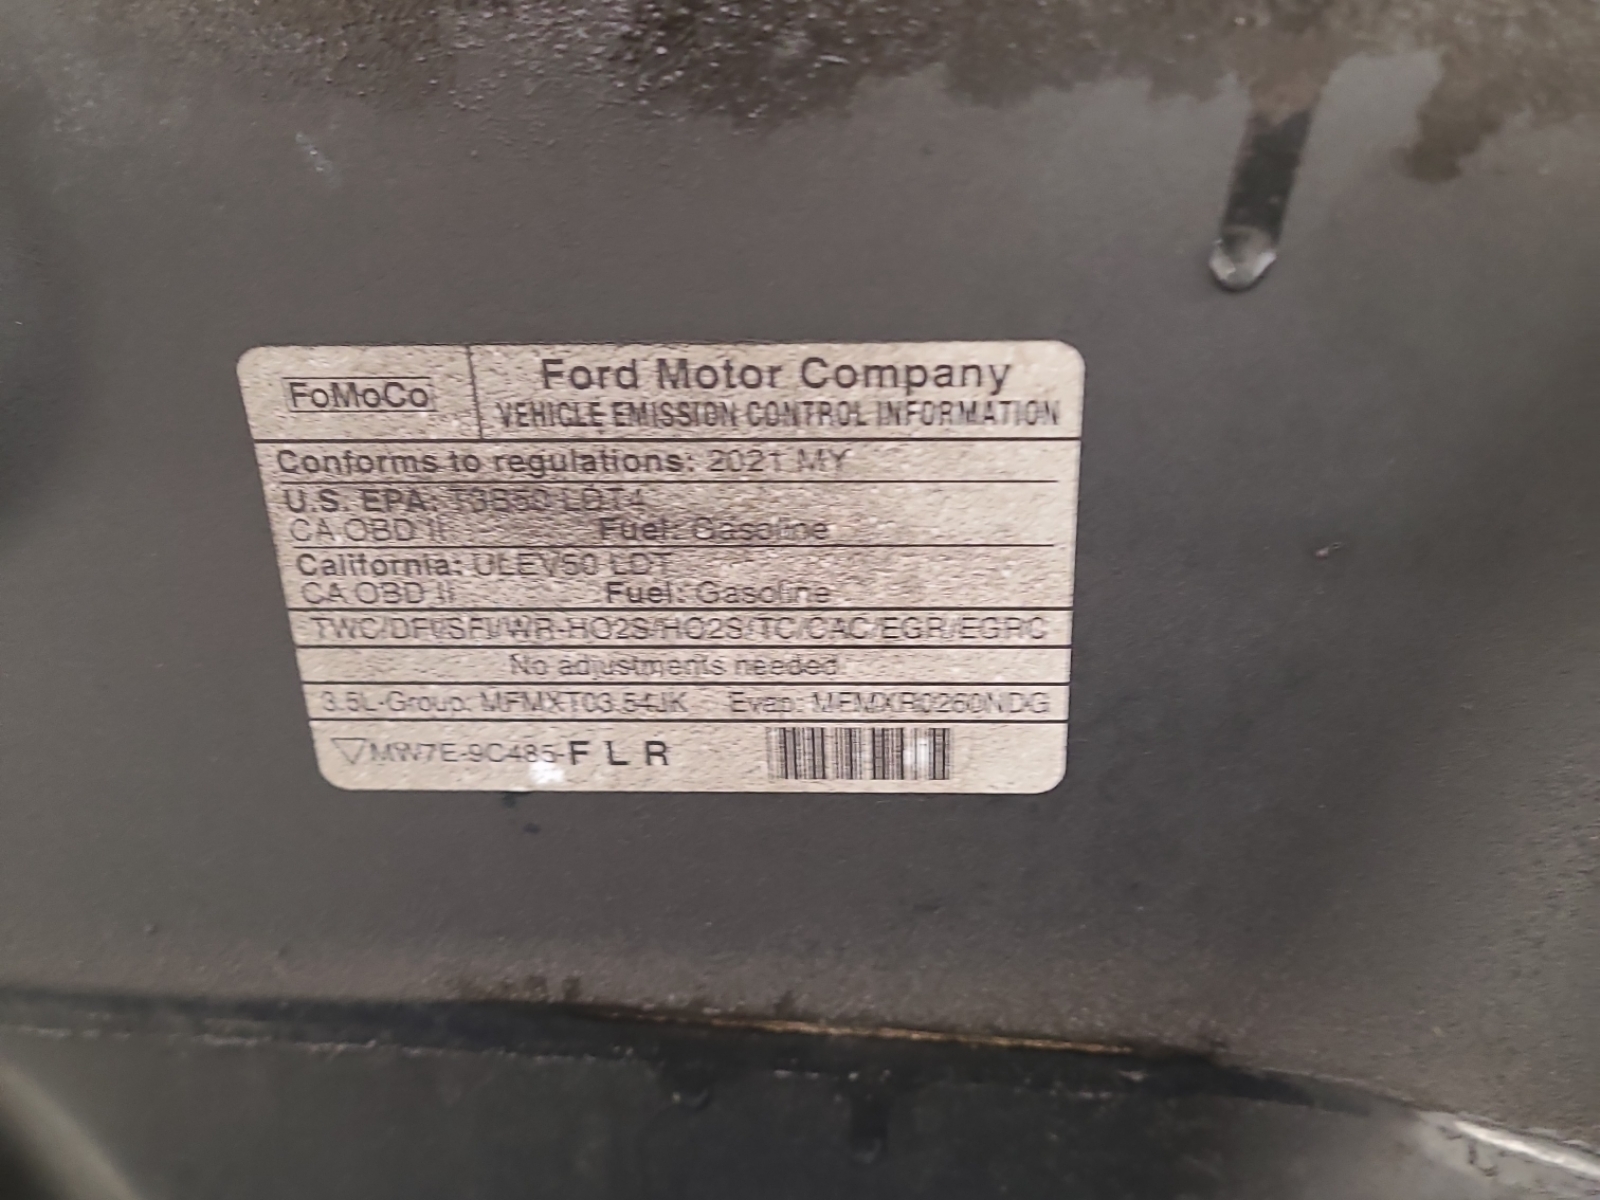 FoMoCo
Ford Motor Company
VEHICLE EMISSION CONTROL INFORMATION
Conforms to regulations: 2021 MY
U.S. EPA: T3B50 LDT4
CA OBD II Fuel: Gasoline
California: ULEV50 LDT
CA OBD II Fuel: Gasoline
TWC/DFI/SFI/WR-HO2S/HO2S/TC/CAC/EGR/EGRC
No adjustments needed.
3.5L-Group: MFMXT03.54JK Evap: MFMXR0260NDG
MW7E-9C485-F L R